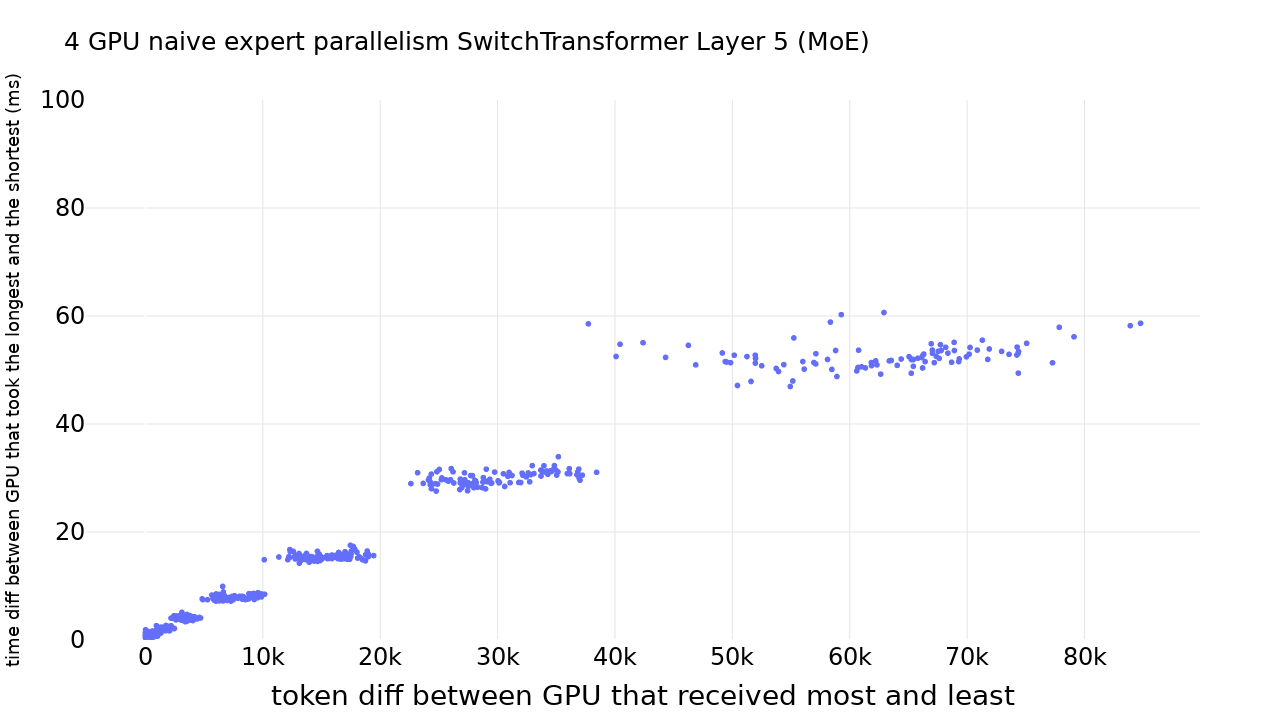 4 GPU naive expert parallelism SwitchTransformer Layer 5 (MoE)
time diff between GPU that took the longest and the shortest (ms)
100
80
60
40
20
0
0 10k 20k 30k 40k 50k 60k 70k 80k
token diff between GPU that received most and least